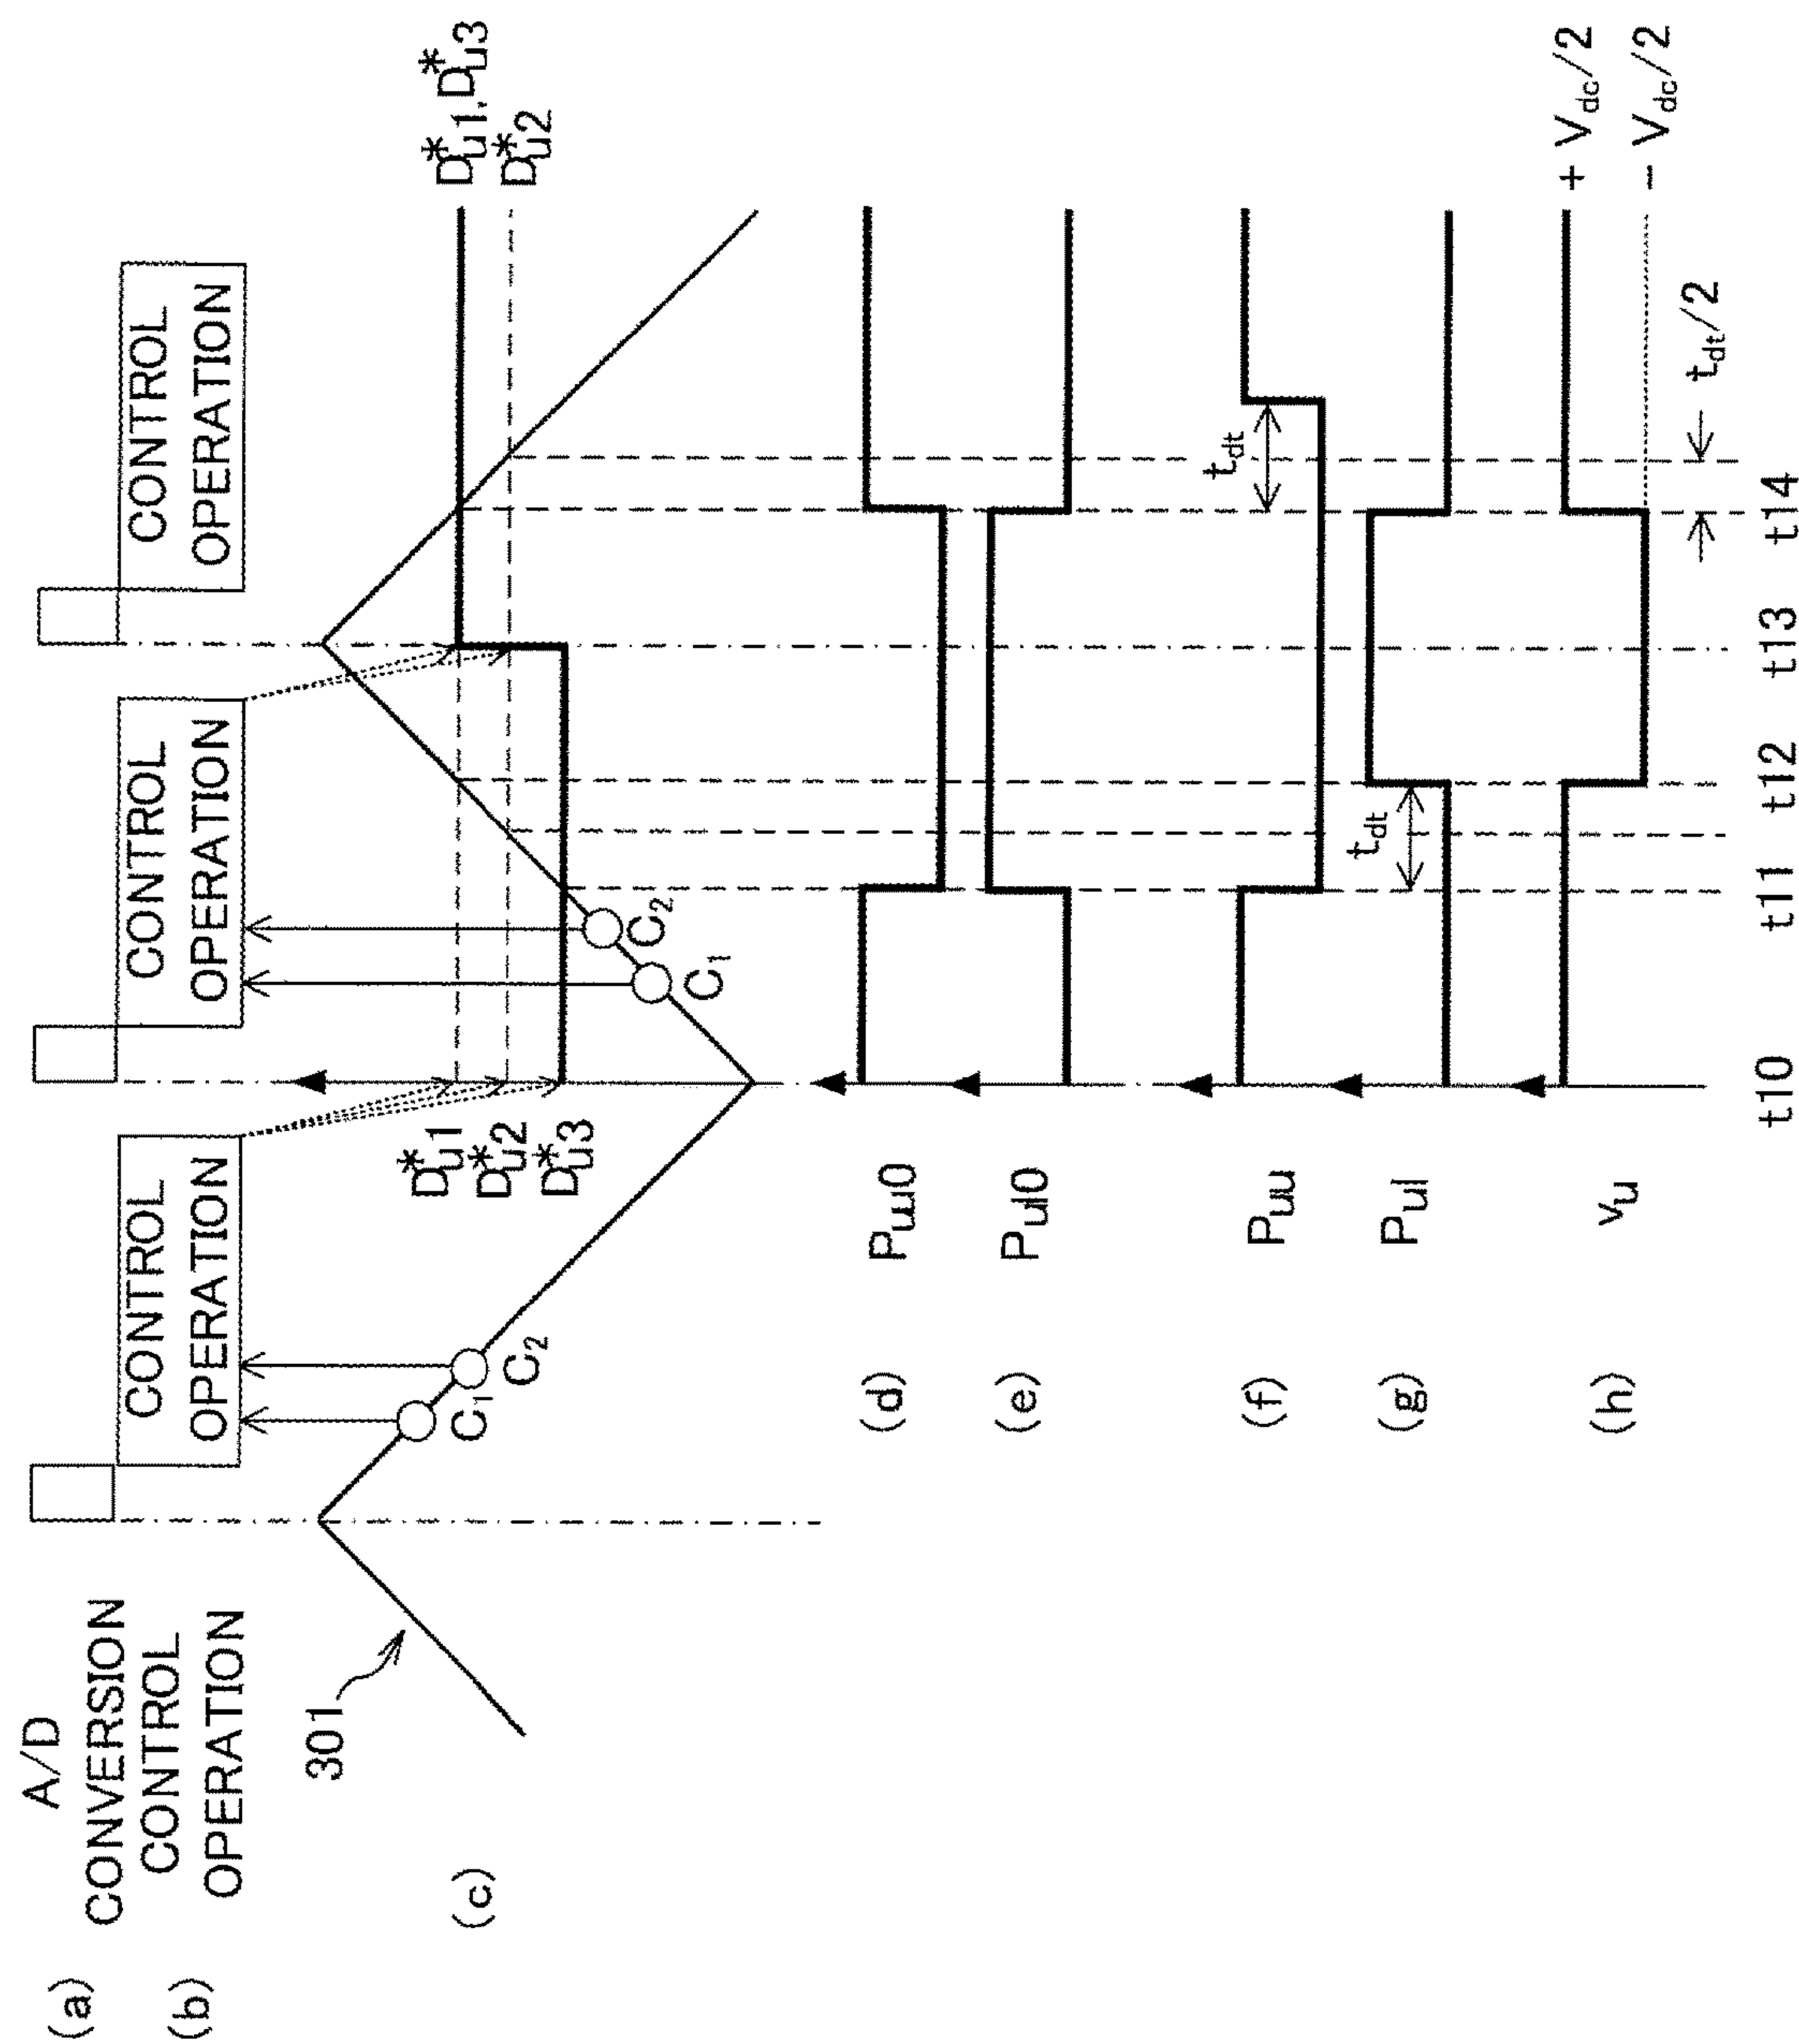 (a)
A/D
CONVERSION
(b)
CONTROL
OPERATION
CONTROL
OPERATION
CONTROL
OPERATION
CONTROL
OPERATION
(c)
301
C1
C2
C1
C2
D*u1
D*u2
D*u3
D*u1, D*u3
D*u2
(d)
Puu0
(e)
Pul0
(f)
Puu
tdt
(g)
Pul
tdt
(h)
vu
+ Vdc/2
− Vdc/2
tdt/2
t10
t11
t12
t13
t14